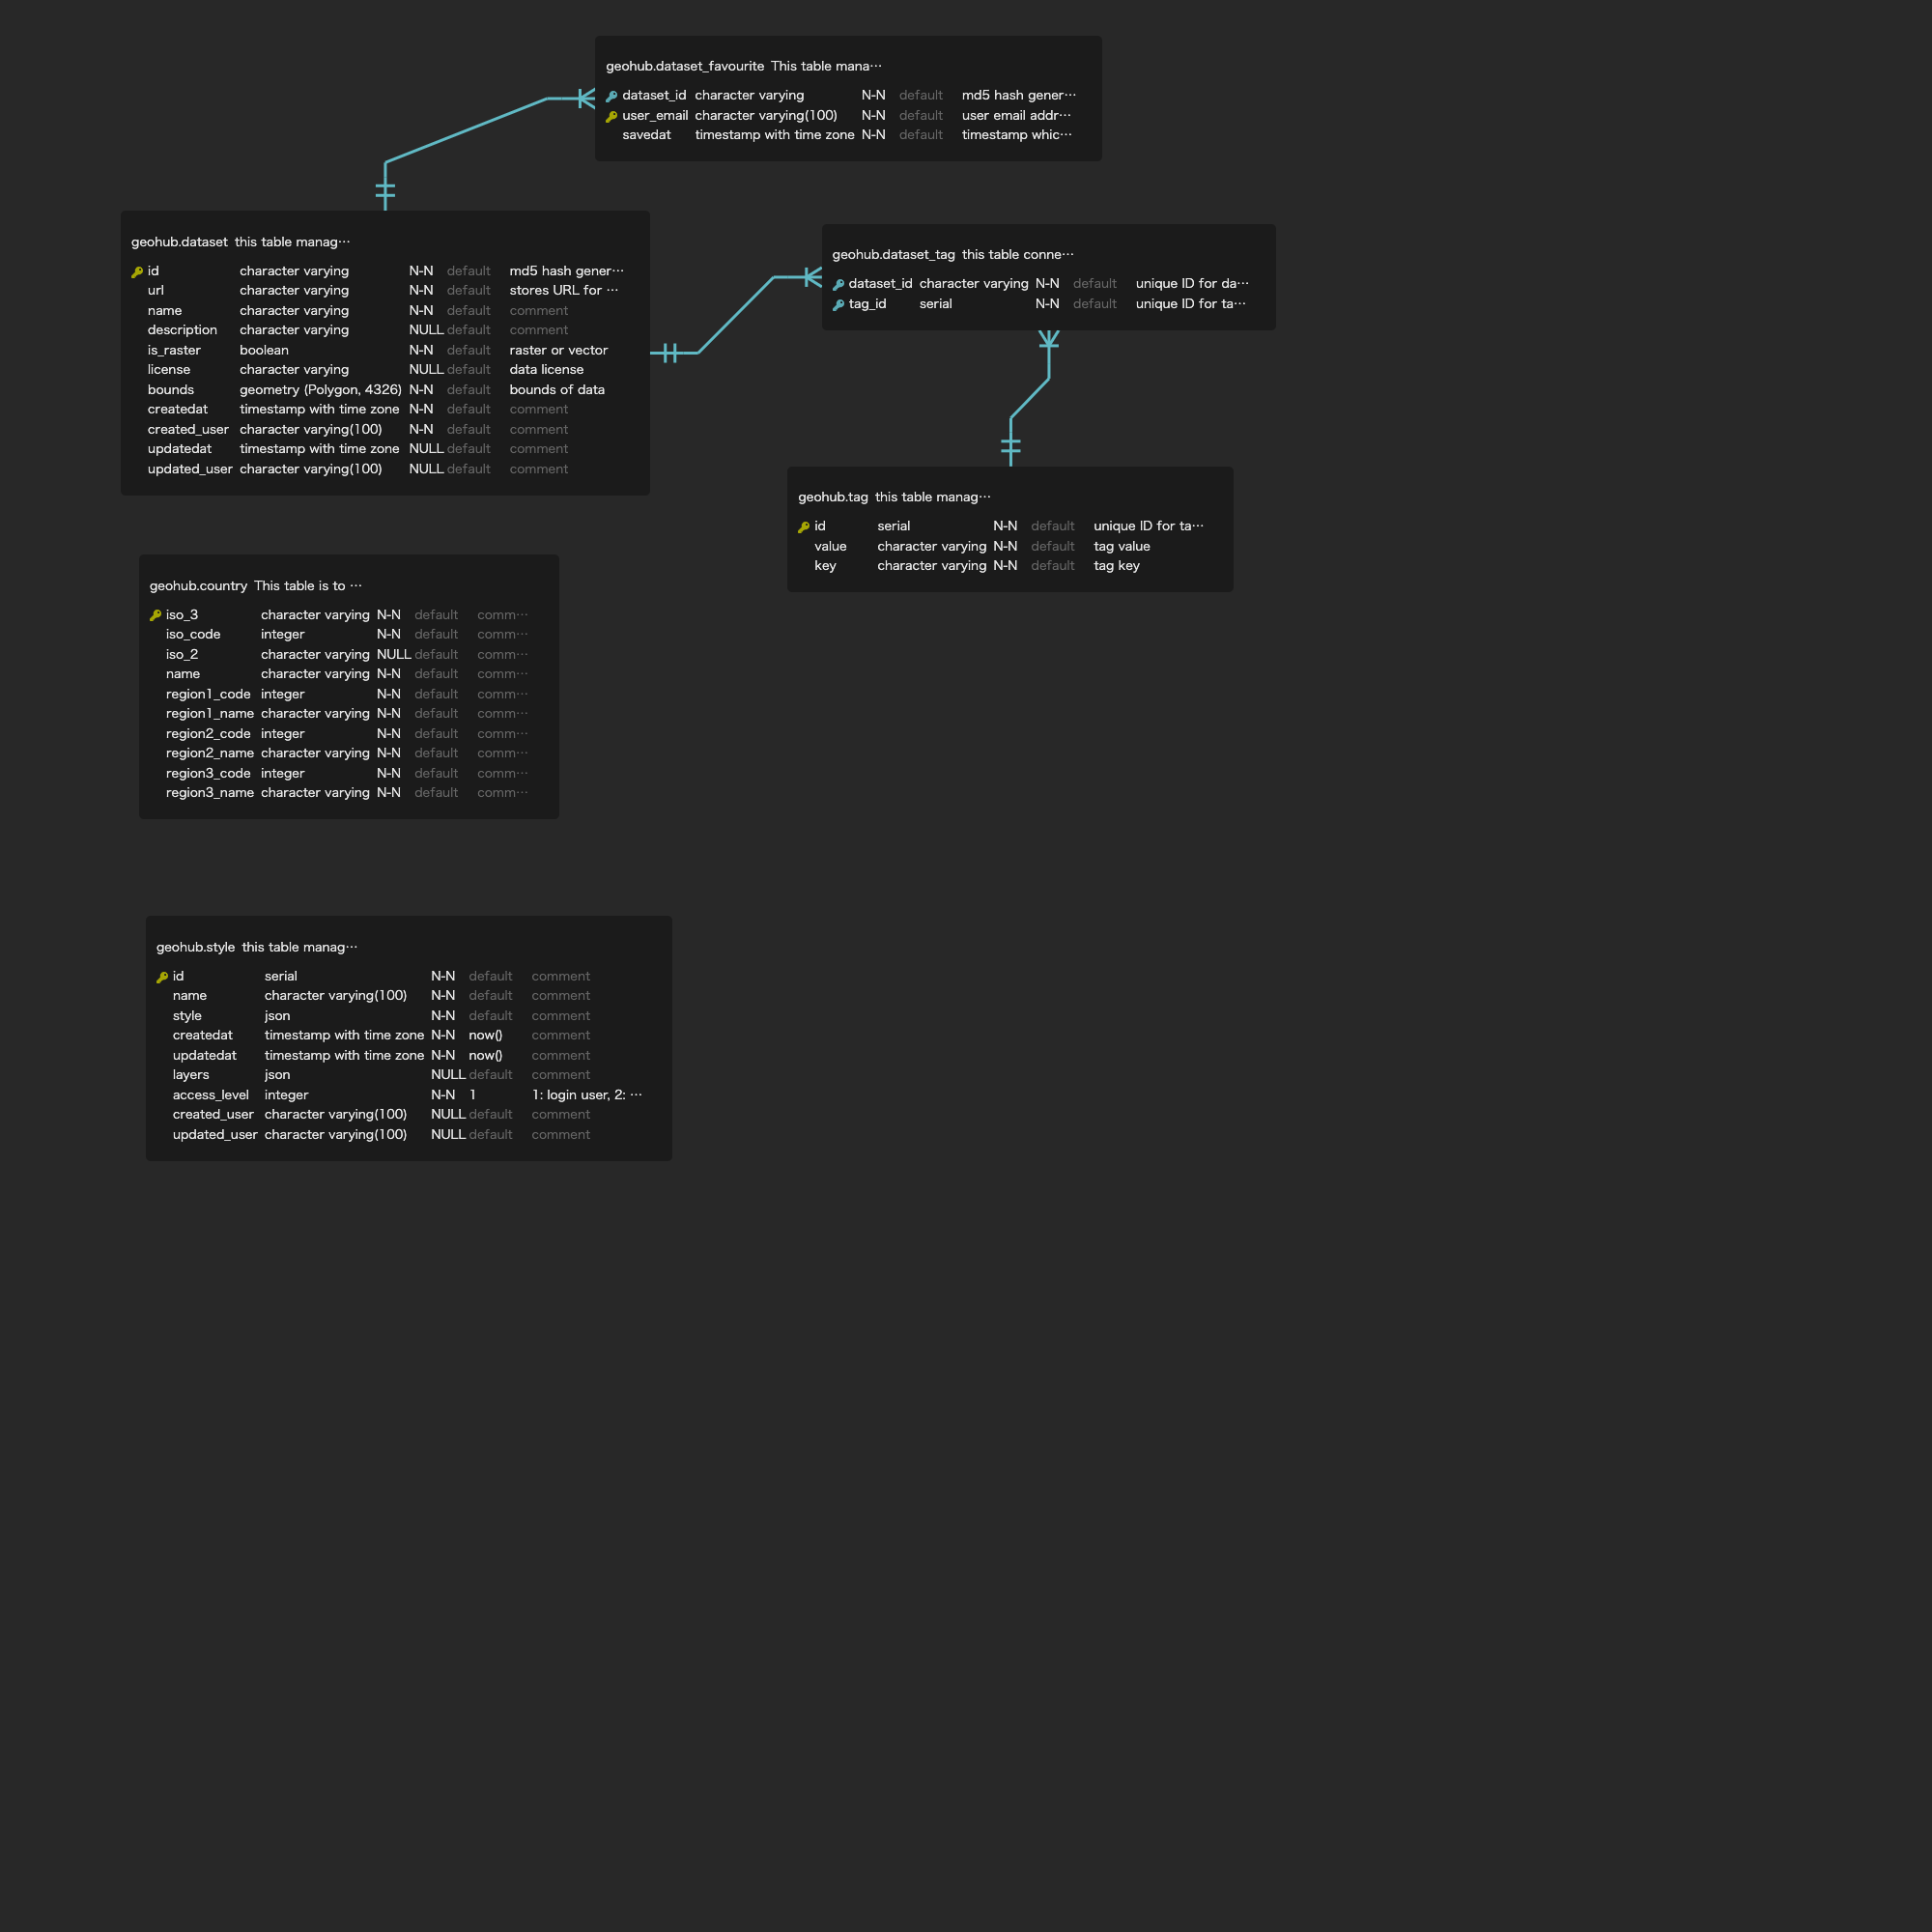 geohub.dataset_favourite This table mana…
dataset_id character varying N-N default md5 hash gener…
user_email character varying(100) N-N default user email addr…
savedat timestamp with time zone N-N default timestamp whic…
geohub.dataset this table manag…
id character varying N-N default md5 hash gener…
url character varying N-N default stores URL for …
name character varying N-N default comment
description character varying NULL default comment
is_raster boolean N-N default raster or vector
license character varying NULL default data license
bounds geometry (Polygon, 4326) N-N default bounds of data
createdat timestamp with time zone N-N default comment
created_user character varying(100) N-N default comment
updatedat timestamp with time zone NULL default comment
updated_user character varying(100) NULL default comment
geohub.dataset_tag this table conne…
dataset_id character varying N-N default unique ID for da…
tag_id serial N-N default unique ID for ta…
geohub.tag this table manag…
id serial N-N default unique ID for ta…
value character varying N-N default tag value
key character varying N-N default tag key
geohub.country This table is to …
iso_3 character varying N-N default comm…
iso_code integer N-N default comm…
iso_2 character varying NULL default comm…
name character varying N-N default comm…
region1_code integer N-N default comm…
region1_name character varying N-N default comm…
region2_code integer N-N default comm…
region2_name character varying N-N default comm…
region3_code integer N-N default comm…
region3_name character varying N-N default comm…
geohub.style this table manag…
id serial N-N default comment
name character varying(100) N-N default comment
style json N-N default comment
createdat timestamp with time zone N-N now() comment
updatedat timestamp with time zone N-N now() comment
layers json NULL default comment
access_level integer N-N 1 1: login user, 2: …
created_user character varying(100) NULL default comment
updated_user character varying(100) NULL default comment